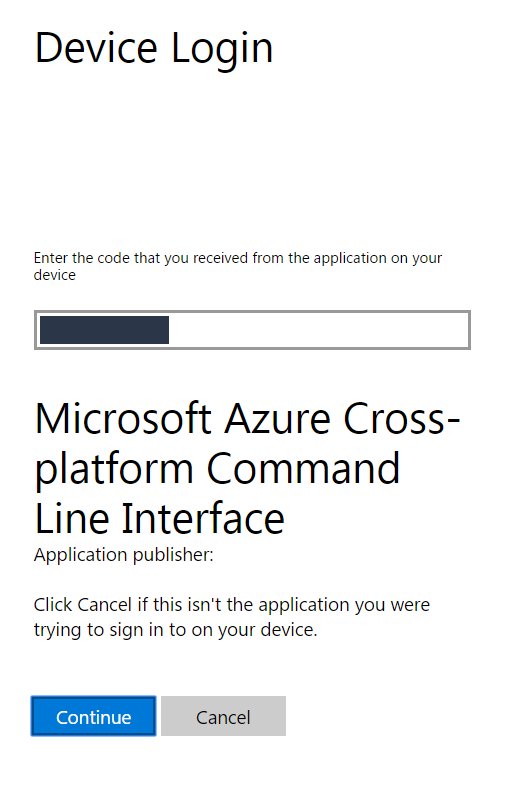 Device Login
Enter the code that you received from the application on your
device
Microsoft Azure Cross-
platform Command
Line Interface
Application publisher:
Click Cancel if this isn't the application you were
trying to sign in to on your device.
Continue
Cancel